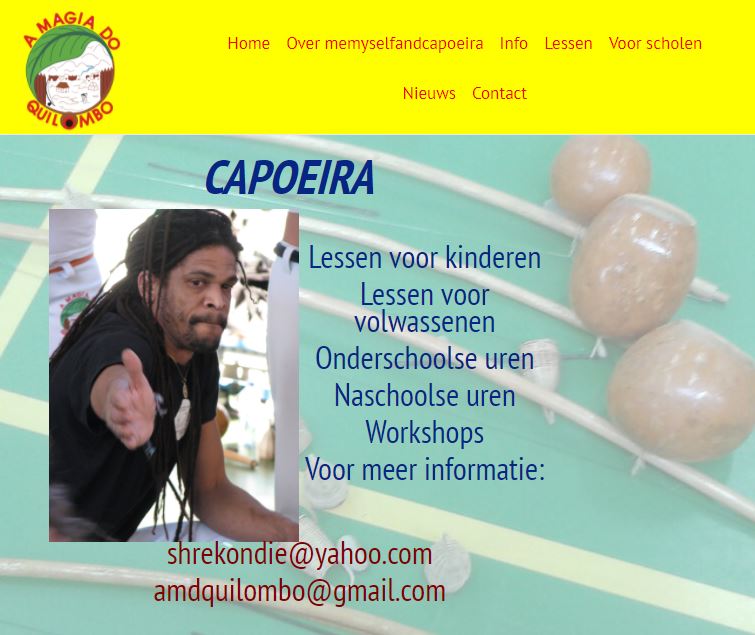 A MAGIA DO
QUILOMBO
Home Over memyselfandcapoeira Info Lessen Voor scholen
Nieuws Contact
CAPOEIRA
A MAGIA
Lessen voor kinderen
Lessen voor
volwassenen
Onderschoolse uren
Naschoolse uren
Workshops
Voor meer informatie:
shrekondie@yahoo.com
amdquilombo@gmail.com